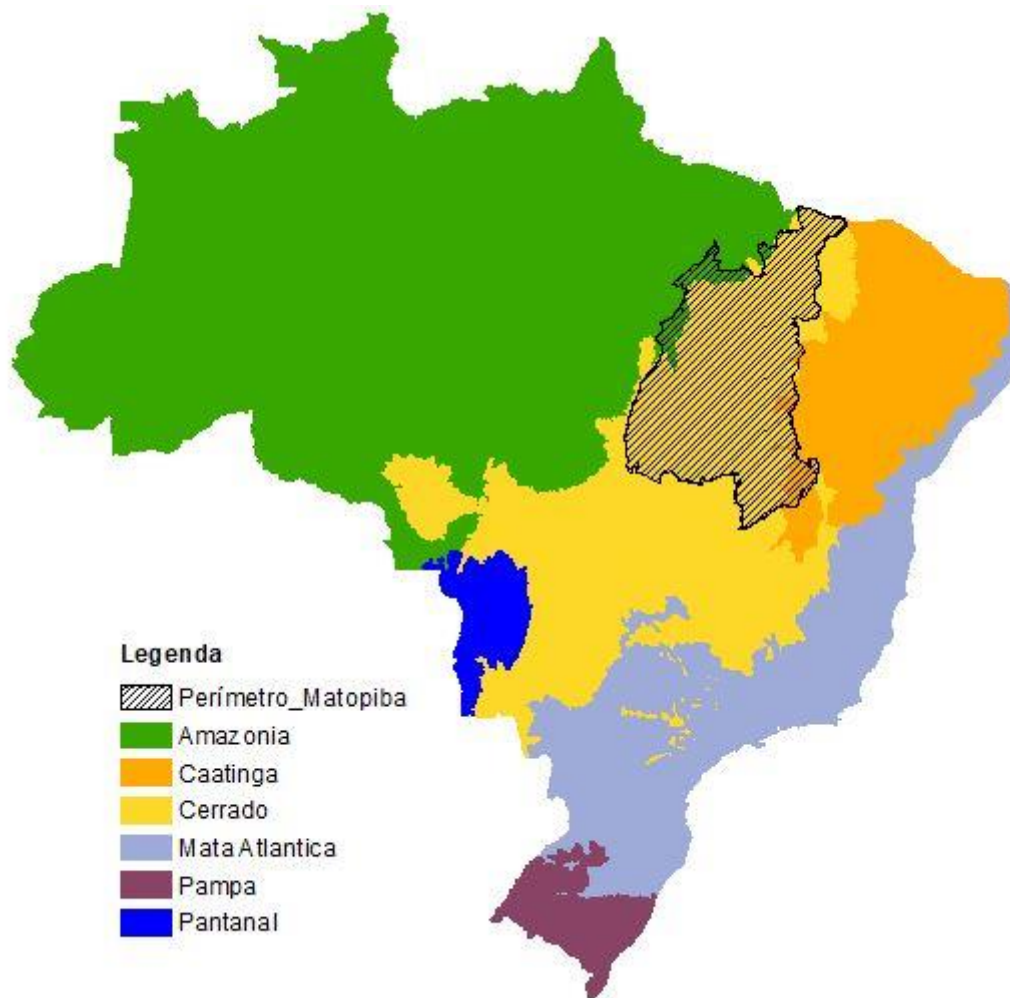 Legenda
Perímetro_Matopiba
Amazonia
Caatinga
Cerrado
Mata Atlantica
Pampa
Pantanal